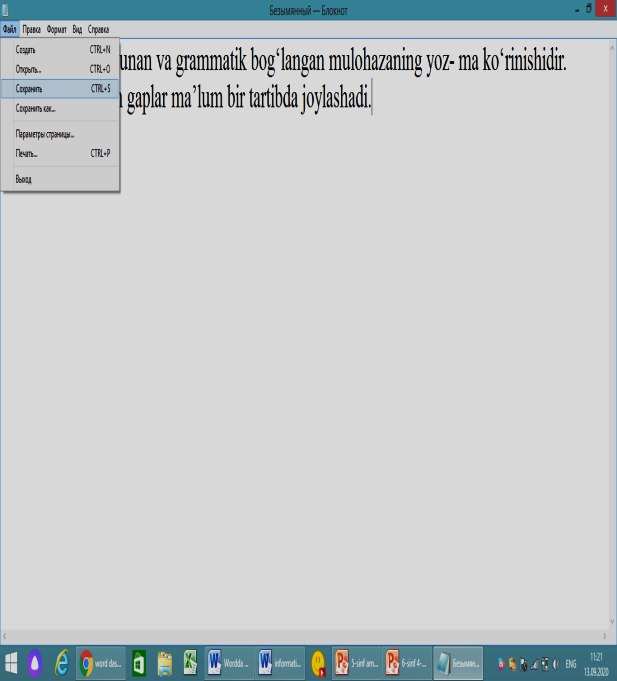 Безымянный — Блокнот
Файл Правка Формат Вид Справка
Создать CTRL+N
Открыть... CTRL+O
Сохранить CTRL+S
Сохранить как...
Параметры страницы...
Печать... CTRL+P
Выход
unan va grammatik bog‘langan mulohazaning yoz- ma ko‘rinishidir.
gaplar ma’lum bir tartibda joylashadi.
word das...
Wordda ...
informati...
5-sinf am...
6-sinf 4-...
Безымян...
ENG
11:21
13.09.2020